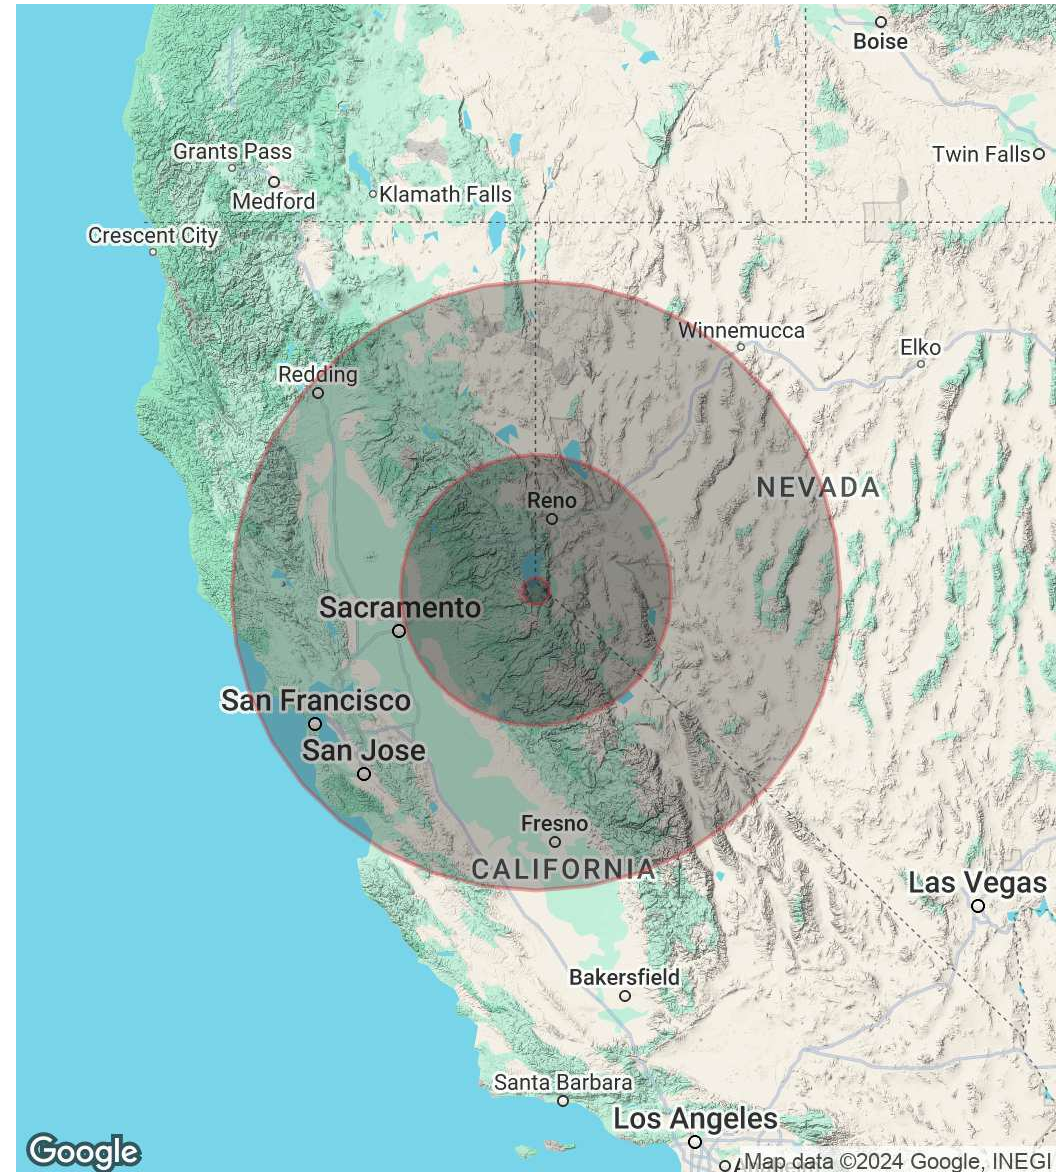 Boise
Grants Pass
Twin Falls
Medford
Klamath Falls
Crescent City
Winnemucca
Elko
Redding
NEVADA
Reno
Sacramento
San Francisco
San Jose
Fresno
CALIFORNIA
Las Vegas
Bakersfield
Santa Barbara
Los Angeles
Google
Map data ©2024 Google, INEGI